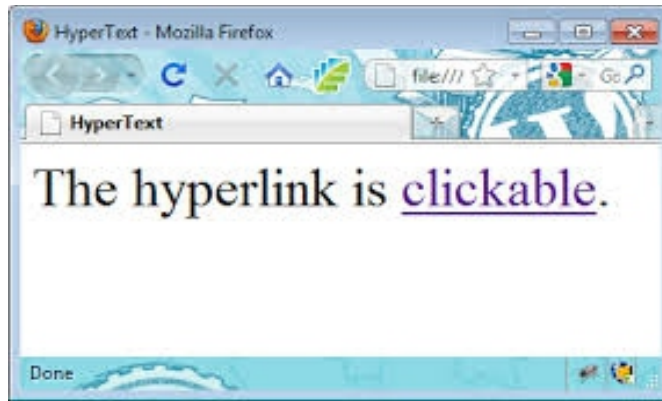 HyperText - Mozilla Firefox
file:///
HyperText
The hyperlink is clickable.
Done